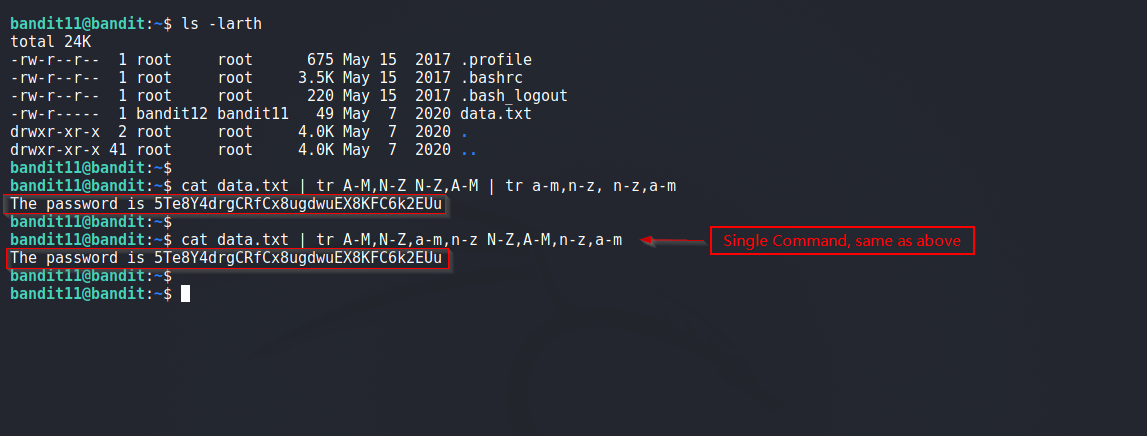 bandit11@bandit:~$ ls -larth
total 24K
-rw-r--r--  1 root     root      675 May 15  2017 .profile
-rw-r--r--  1 root     root     3.5K May 15  2017 .bashrc
-rw-r--r--  1 root     root      220 May 15  2017 .bash_logout
-rw-r-----  1 bandit12 bandit11   49 May  7  2020 data.txt
drwxr-xr-x  2 root     root     4.0K May  7  2020 .
drwxr-xr-x 41 root     root     4.0K May  7  2020 ..
bandit11@bandit:~$
bandit11@bandit:~$ cat data.txt | tr A-M,N-Z N-Z,A-M | tr a-m,n-z, n-z,a-m
The password is 5Te8Y4drgCRfCx8ugdwuEX8KFC6k2EUu
bandit11@bandit:~$
bandit11@bandit:~$ cat data.txt | tr A-M,N-Z,a-m,n-z N-Z,A-M,n-z,a-m
Single Command, same as above
The password is 5Te8Y4drgCRfCx8ugdwuEX8KFC6k2EUu
bandit11@bandit:~$
bandit11@bandit:~$